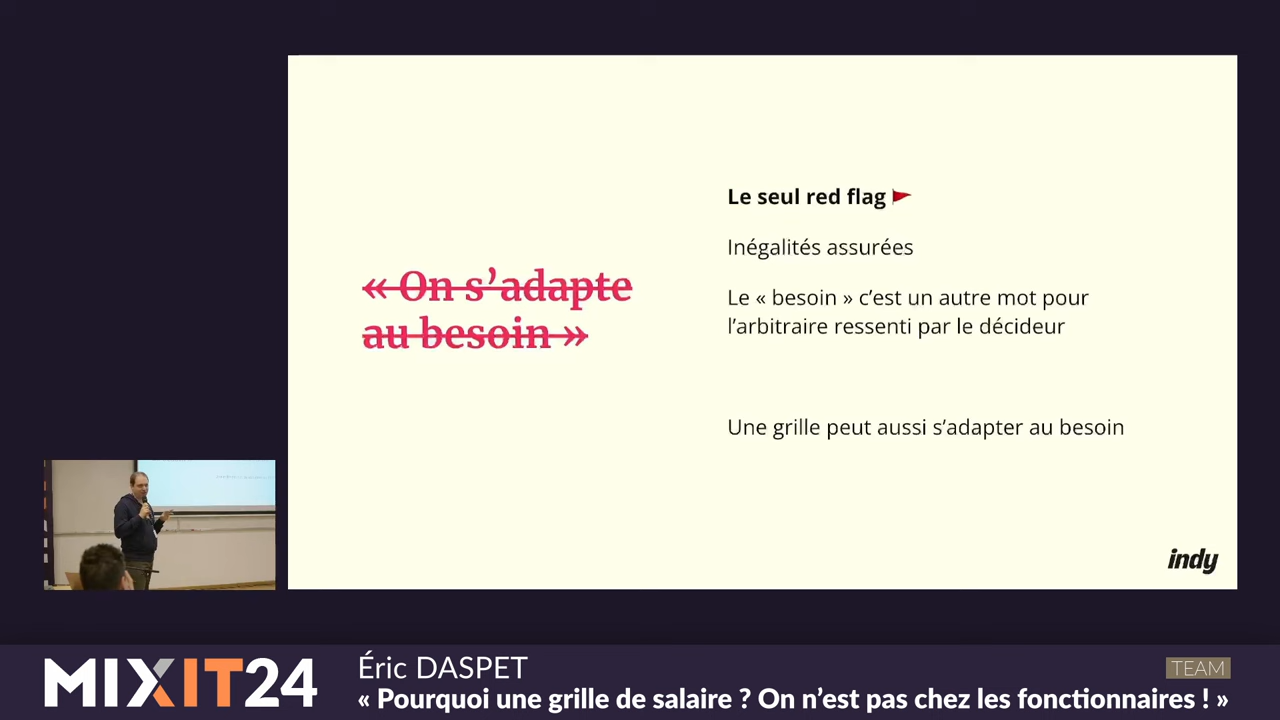 « On s’adapte
au besoin »
Le seul red flag
Inégalités assurées
Le « besoin » c’est un autre mot pour
l’arbitraire ressenti par le décideur
Une grille peut aussi s’adapter au besoin
indy
MIXIT24
Éric DASPET
TEAM
« Pourquoi une grille de salaire ? On n’est pas chez les fonctionnaires ! »